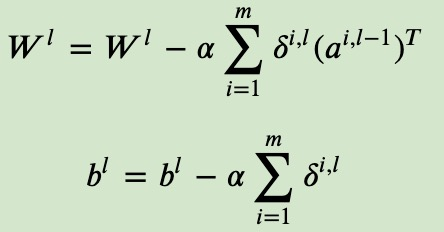 W^l = W^l − α ∑_{i=1}^{m} δ^{i,l}(a^{i,l−1})^T
b^l = b^l − α ∑_{i=1}^{m} δ^{i,l}